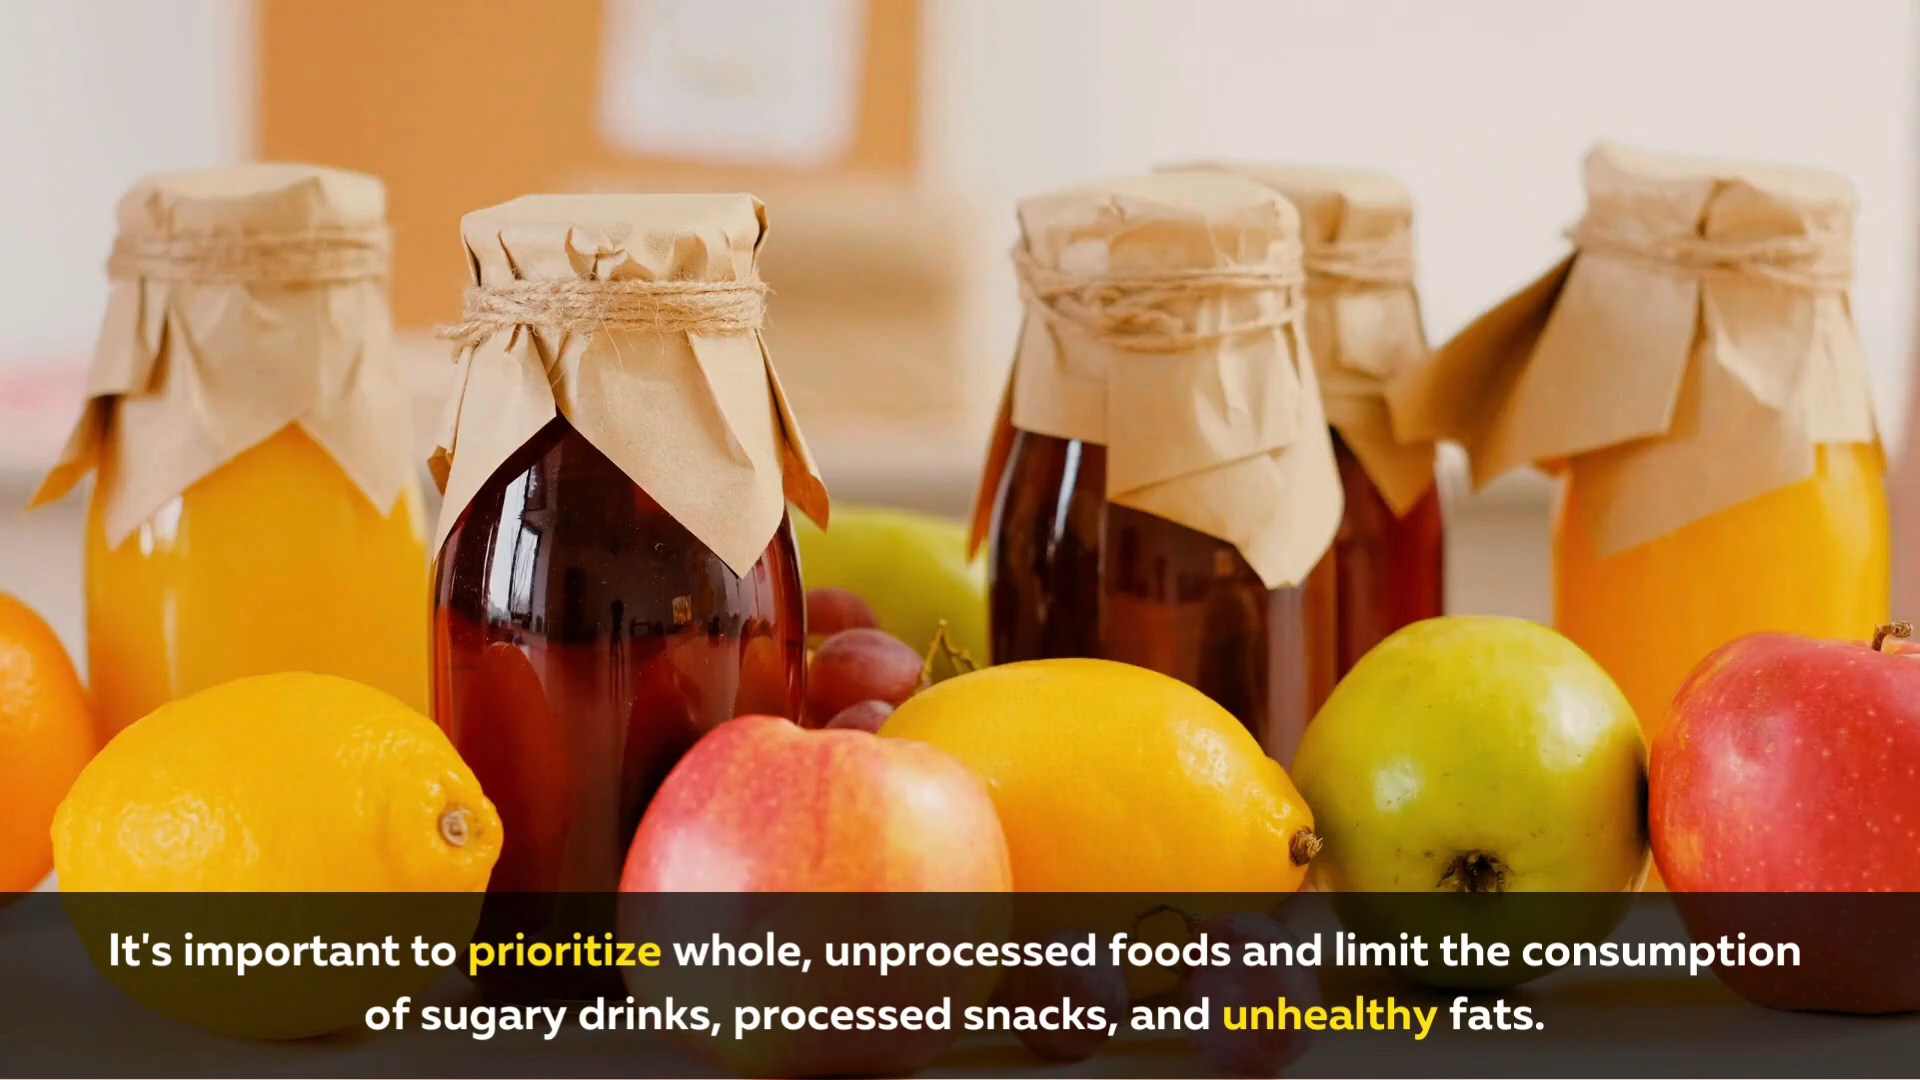 It's important to prioritize whole, unprocessed foods and limit the consumption
of sugary drinks, processed snacks, and unhealthy fats.